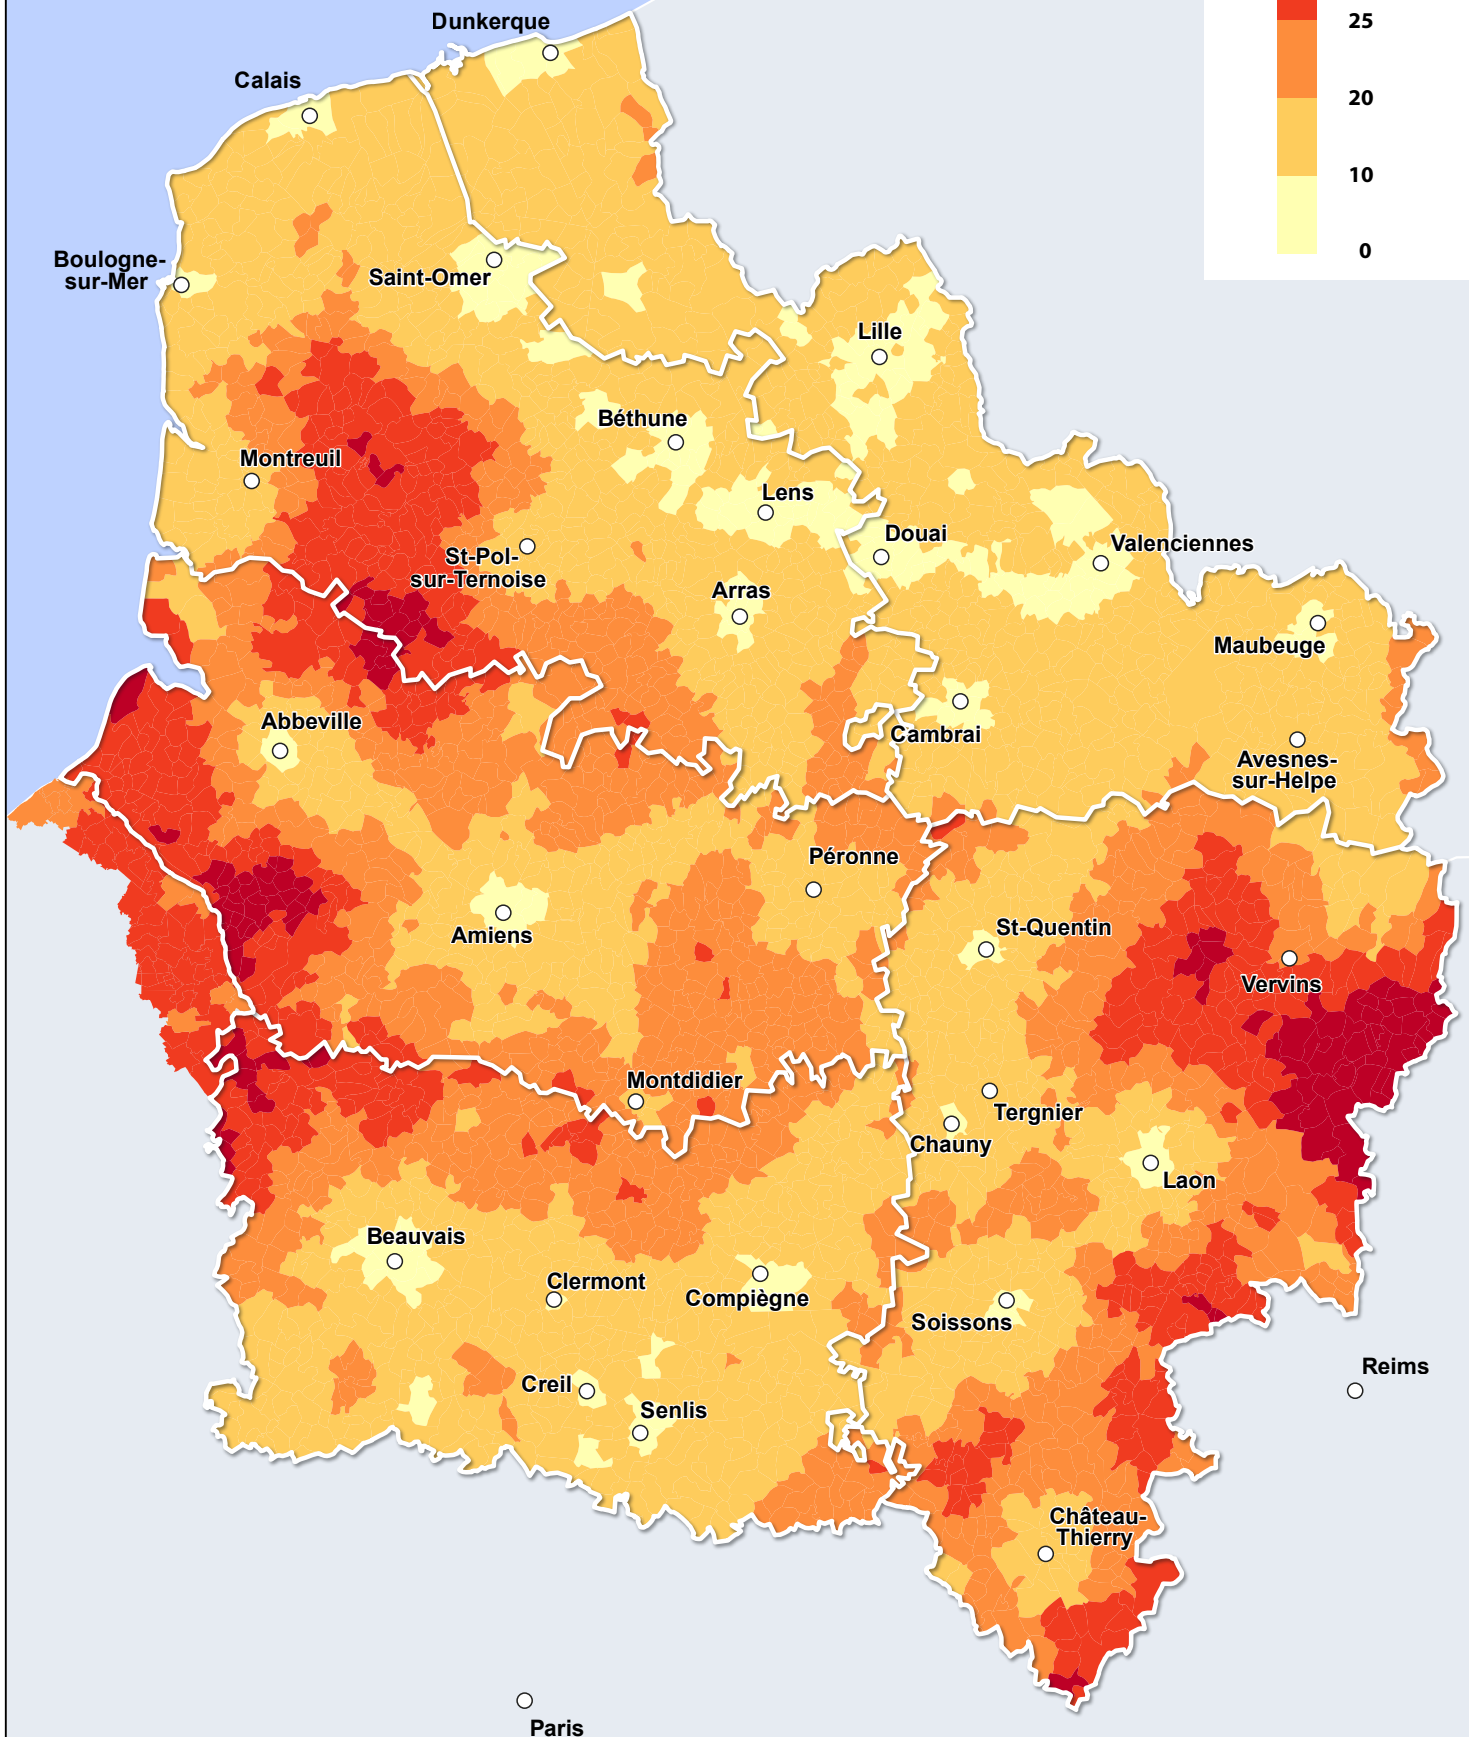 Dunkerque
25
Calais
20
10
0
Boulogne-
sur-Mer
Saint-Omer
Lille
Béthune
Montreuil
Lens
Douai
Valenciennes
St-Pol-
sur-Ternoise
Arras
Maubeuge
Abbeville
Cambrai
Avesnes-
sur-Helpe
Péronne
Amiens
St-Quentin
Vervins
Montdidier
Tergnier
Chauny
Laon
Beauvais
Clermont
Compiègne
Soissons
Reims
Creil
Senlis
Château-
Thierry
Paris